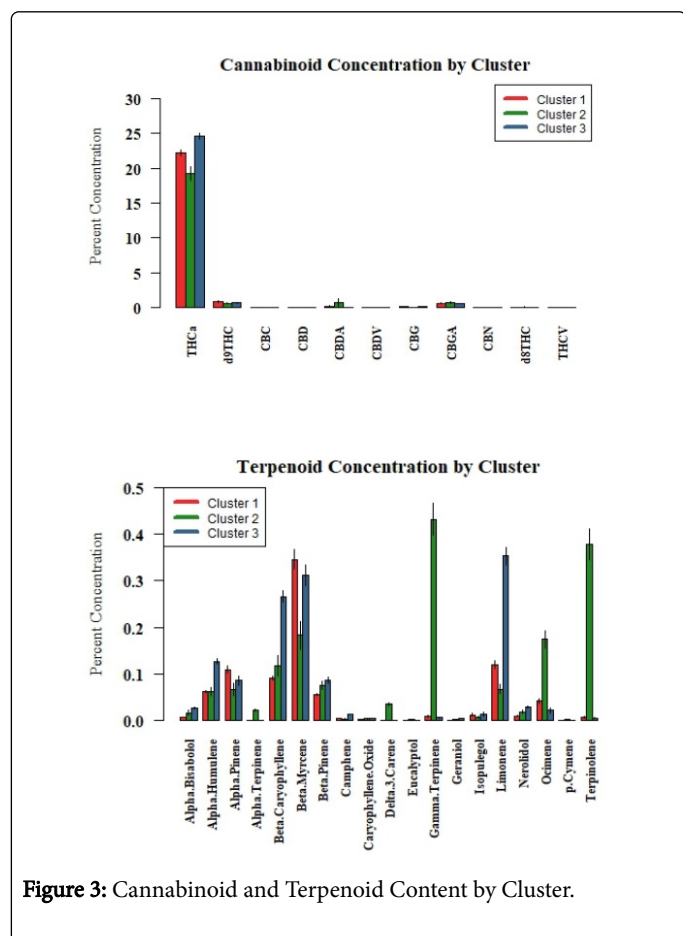 Cannabinoid Concentration by Cluster
Percent Concentration
30
25
20
15
10
5
0
Cluster 1
Cluster 2
Cluster 3
THCa
d9THC
CBC
CBD
CBDA
CBDV
CBG
CBGA
CBN
d8THC
THCV
Terpenoid Concentration by Cluster
Percent Concentration
0.5
0.4
0.3
0.2
0.1
0.0
Cluster 1
Cluster 2
Cluster 3
Alpha.Bisabolol
Alpha.Humulene
Alpha.Pinene
Alpha.Terpinene
Beta.Caryophyllene
Beta.Myrcene
Beta.Pinene
Camphene
Caryophyllene.Oxide
Delta.3.Carene
Eucalyptol
Gamma.Terpinene
Geraniol
Isopulegol
Limonene
Nerolidol
Ocimene
p.Cymene
Terpinolene
Figure 3: Cannabinoid and Terpenoid Content by Cluster.